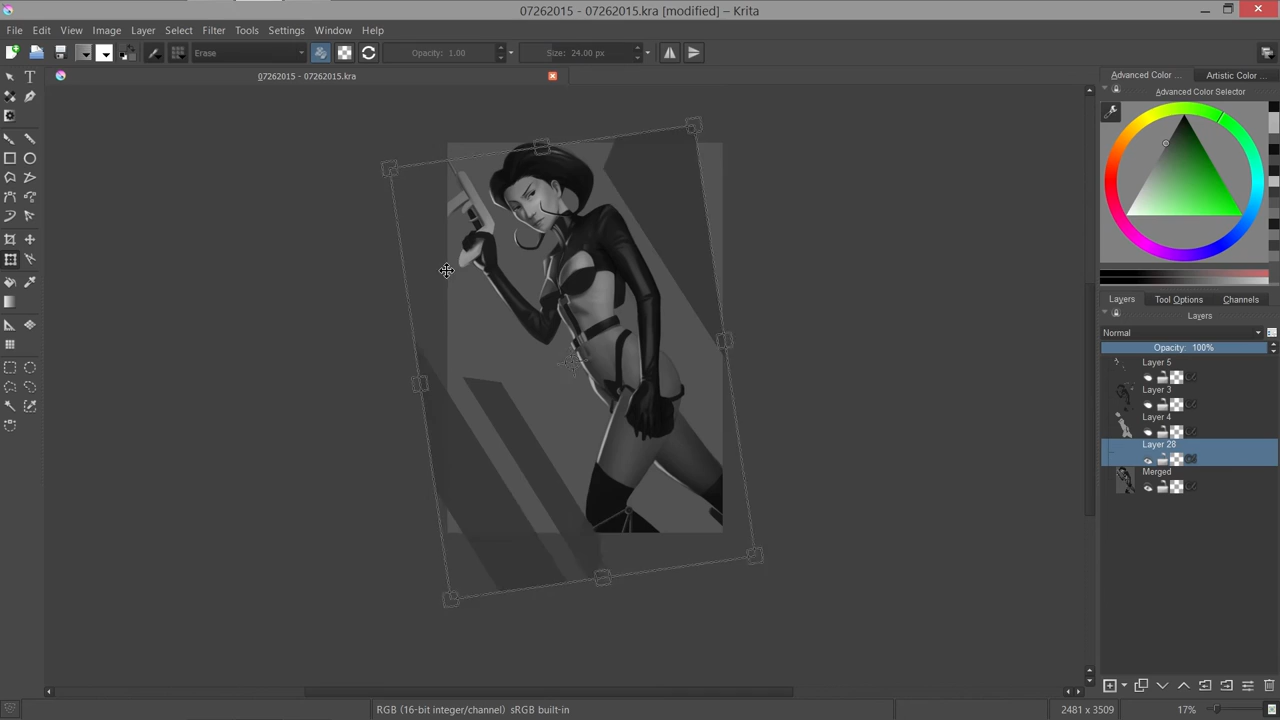 07262015 - 07262015.kra [modified] – Krita
File Edit View Image Layer Select Filter Tools Settings Window Help
Erase Opacity: 1.00 Size: 24.00 px
07262015 - 07262015.kra
Advanced Color ... Artistic Color ...
Advanced Color Selector
Layers Tool Options Channels
Layers
Normal
Opacity: 100%
Layer 5
Layer 3
Layer 4
Layer 28
Merged
RGB (16-bit integer/channel) sRGB built-in 2481 x 3509 17%